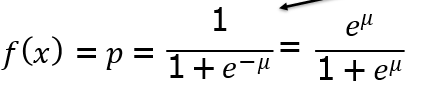 f(x) = p = 1 / (1 + e^{−μ}) = e^μ / (1 + e^μ)